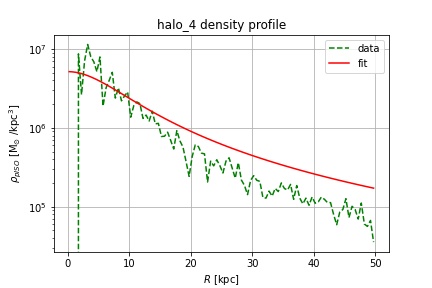 halo_4 density profile
data
fit
10⁷
10⁶
10⁵
ρ_pISO [M_⊙ /kpc³]
0
10
20
30
40
50
R [kpc]